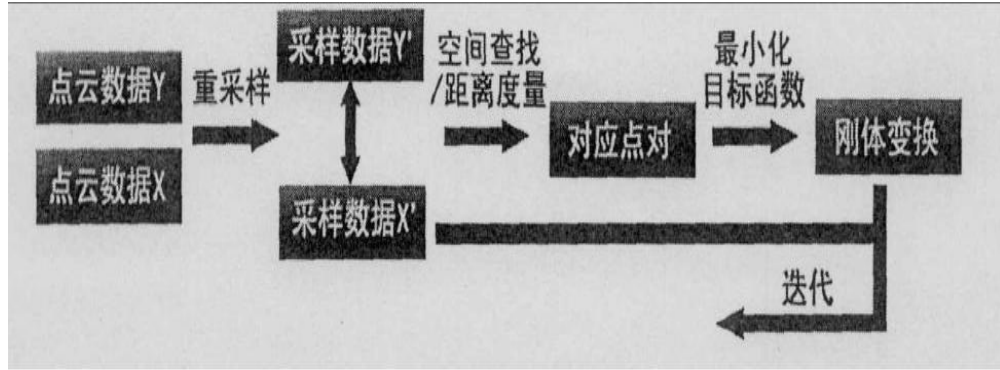 点云数据Y
点云数据X
重采样
采样数据Y'
采样数据X'
空间查找
/距离度量
对应点对
最小化
目标函数
刚体变换
迭代